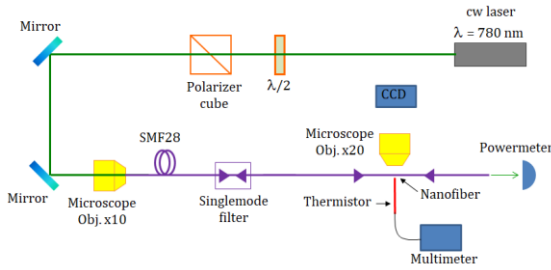 Mirror
cw laser
λ = 780 nm
Polarizer
cube
λ/2
CCD
SMF28
Microscope
Obj. x20
Powermeter
Mirror
Microscope
Obj. x10
Singlemode
filter
Thermistor
Nanofiber
Multimeter